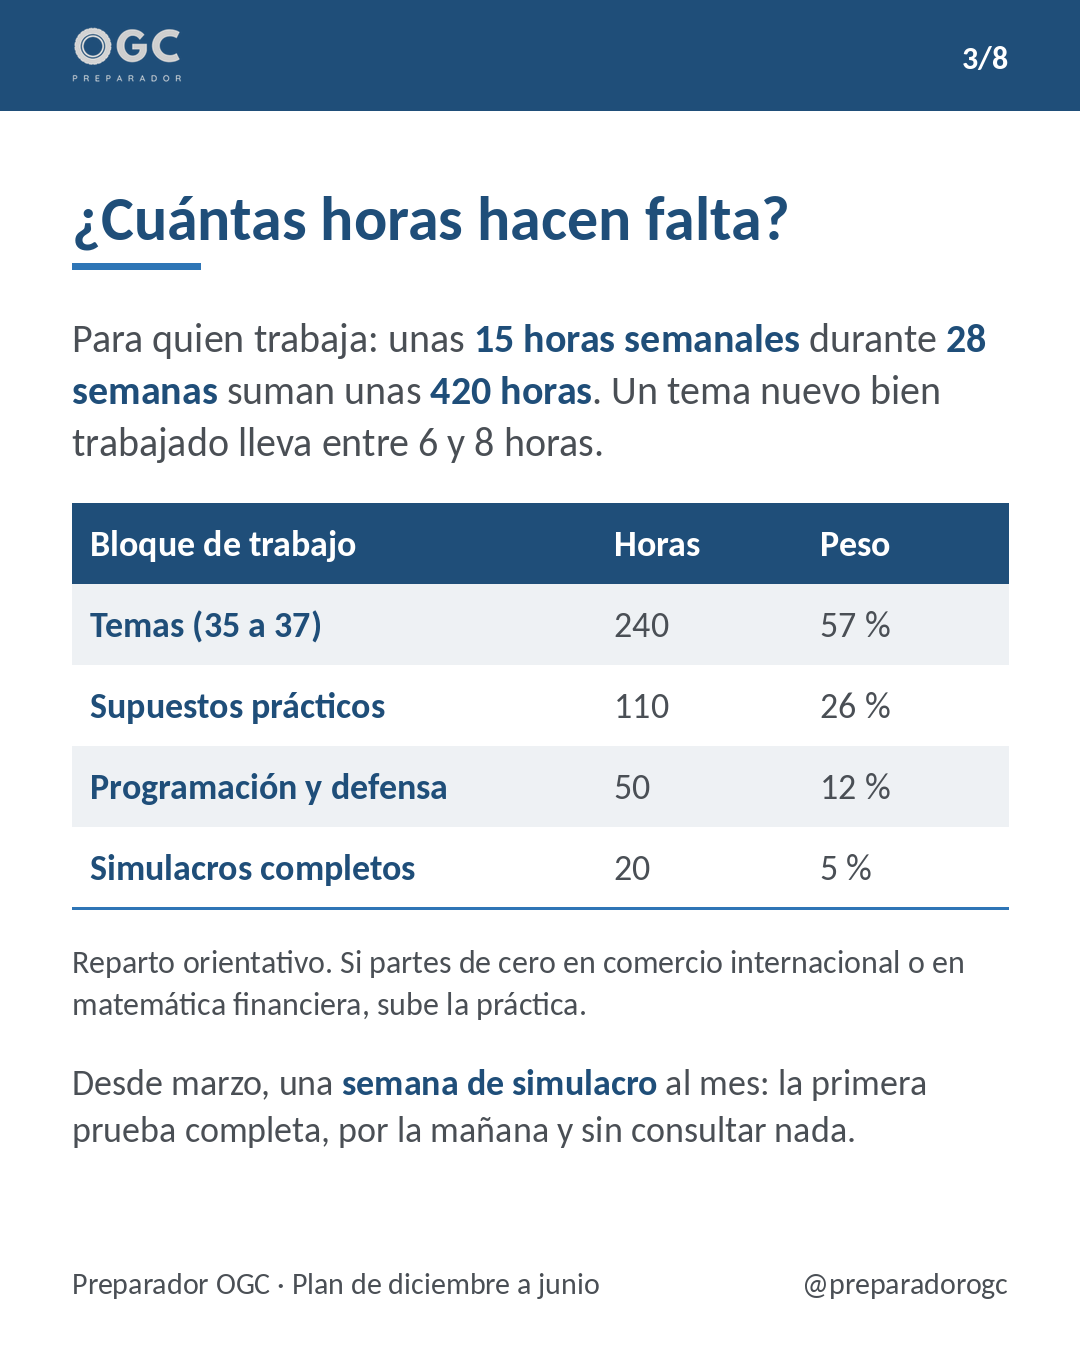 OGC
PREPARADOR
3/8
¿Cuántas horas hacen falta?
Para quien trabaja: unas 15 horas semanales durante 28
semanas suman unas 420 horas. Un tema nuevo bien
trabajado lleva entre 6 y 8 horas.
Bloque de trabajo Horas Peso
Temas (35 a 37) 240 57 %
Supuestos prácticos 110 26 %
Programación y defensa 50 12 %
Simulacros completos 20 5 %
Reparto orientativo. Si partes de cero en comercio internacional o en
matemática financiera, sube la práctica.
Desde marzo, una semana de simulacro al mes: la primera
prueba completa, por la mañana y sin consultar nada.
Preparador OGC · Plan de diciembre a junio @preparadorogc